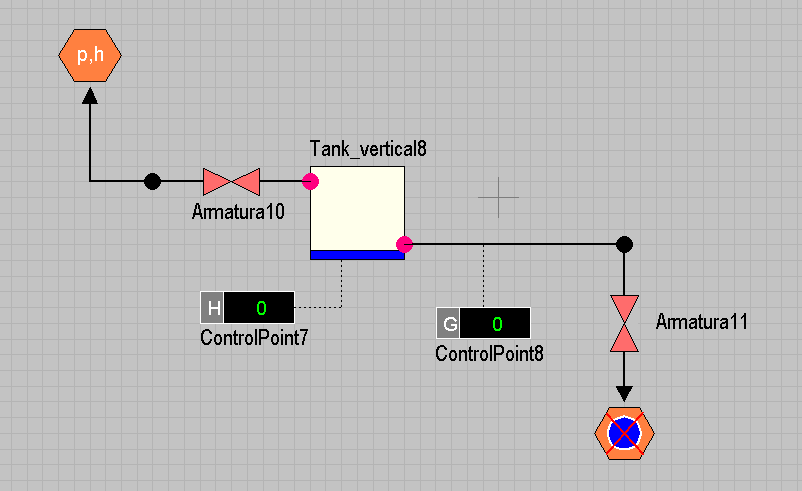 p,h
Tank_vertical8
Armatura10
H 0
ControlPoint7
G 0
ControlPoint8
Armatura11